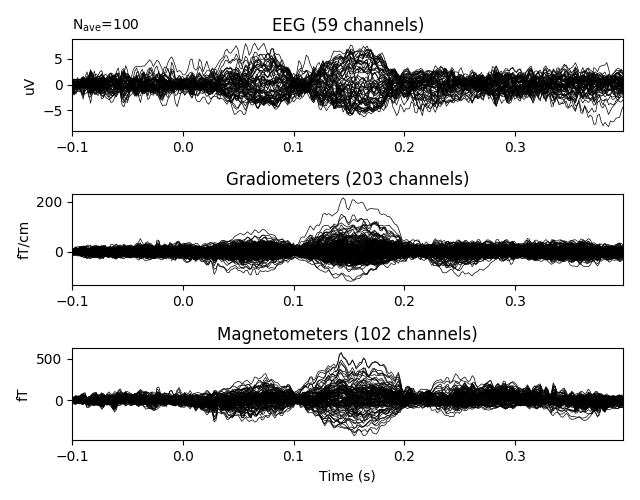 N_ave=100
EEG (59 channels)
5
0
−5
uV
−0.1 0.0 0.1 0.2 0.3
Gradiometers (203 channels)
200
0
fT/cm
−0.1 0.0 0.1 0.2 0.3
Magnetometers (102 channels)
500
0
fT
−0.1 0.0 0.1 0.2 0.3
Time (s)